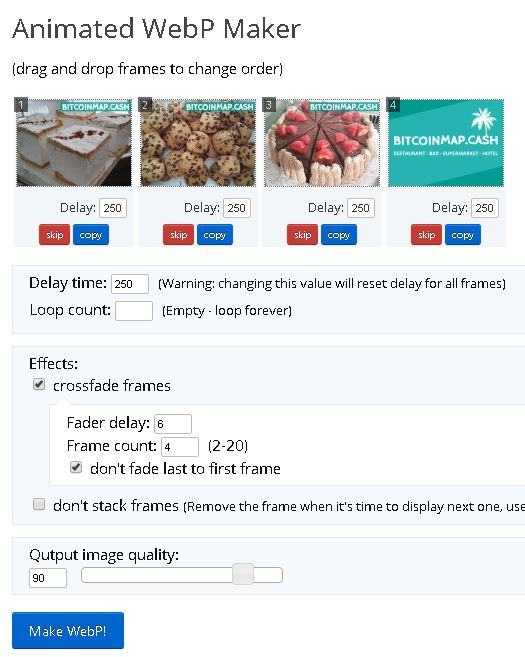 Animated WebP Maker
(drag and drop frames to change order)
1 BITCOINMAP.CASH
2 BITCOINMAP.CASH
3 BITCOINMAP.CASH
4
BITCOINMAP.CASH
RESTAURANT · BAR · SUPERMARKET · HOTEL
Delay: 250 Delay: 250 Delay: 250 Delay: 250
skip copy skip copy skip copy skip copy
Delay time: 250 (Warning: changing this value will reset delay for all frames)
Loop count: (Empty - loop forever)
Effects:
crossfade frames
Fader delay: 6
Frame count: 4 (2-20)
don't fade last to first frame
don't stack frames (Remove the frame when it's time to display next one, use
Output image quality:
90
Make WebP!